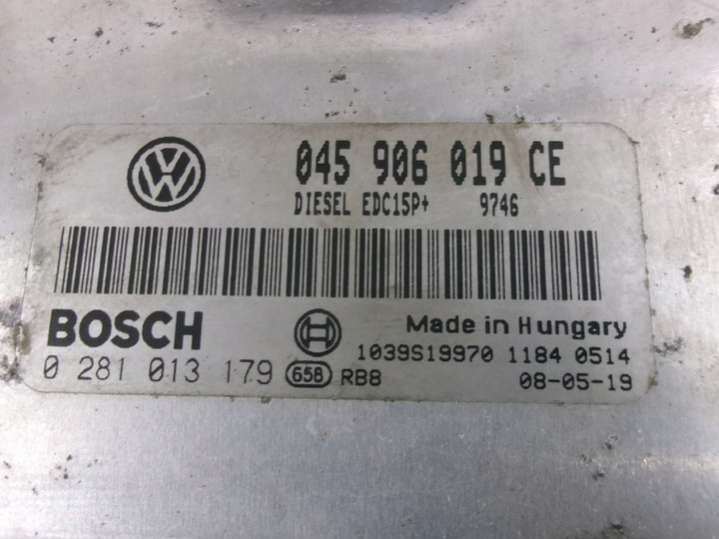 VW 045 906 019 CE
DIESEL EDC15P+ 9746
BOSCH Made in Hungary
1039S19970 1184 0514
0 281 013 179 658 RB8 08-05-19